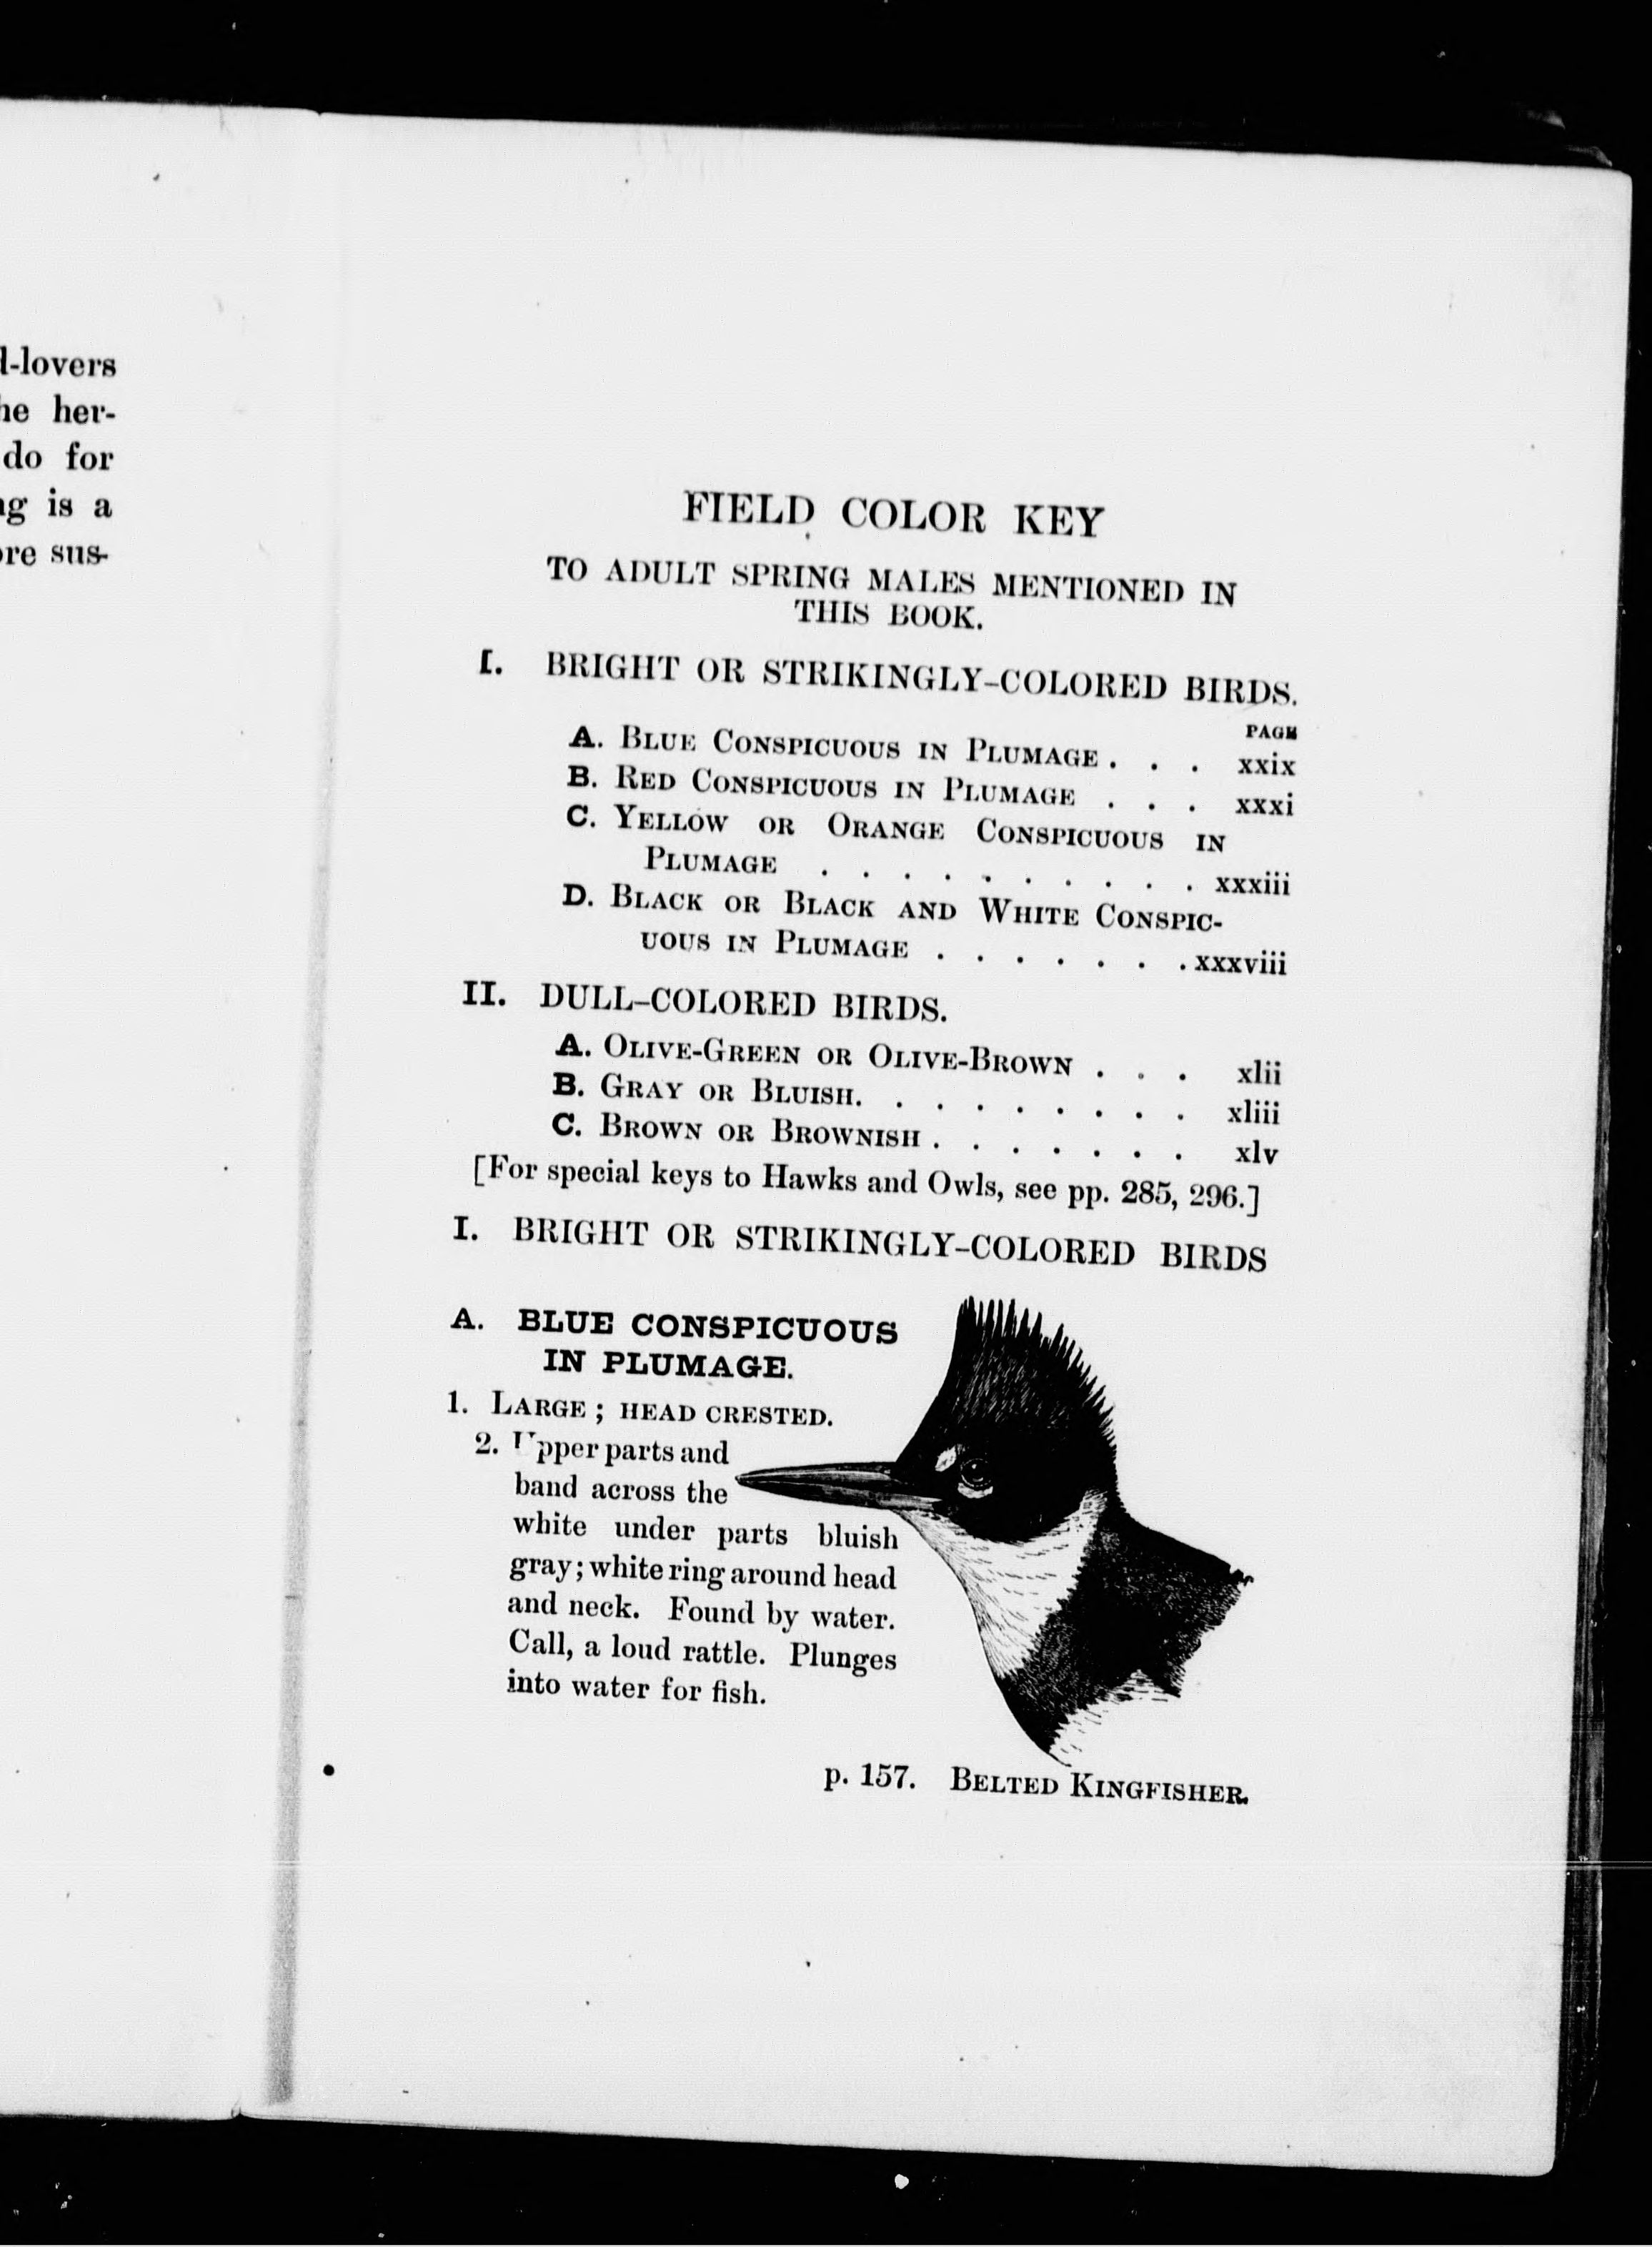 d-lovers
he her-
do for
ng is a
ore sus-
FIELD COLOR KEY
TO ADULT SPRING MALES MENTIONED IN
THIS BOOK.
I. BRIGHT OR STRIKINGLY-COLORED BIRDS.
PAGE
A. BLUE CONSPICUOUS IN PLUMAGE . . . xxix
B. RED CONSPICUOUS IN PLUMAGE . . . xxxi
C. YELLOW OR ORANGE CONSPICUOUS IN
PLUMAGE . . . . . . . . . . xxxiii
D. BLACK OR BLACK AND WHITE CONSPIC-
UOUS IN PLUMAGE . . . . . . . xxxviii
II. DULL-COLORED BIRDS.
A. OLIVE-GREEN OR OLIVE-BROWN . . . xlii
B. GRAY OR BLUISH. . . . . . . . . xliii
C. BROWN OR BROWNISH . . . . . . . xlv
[For special keys to Hawks and Owls, see pp. 285, 296.]
I. BRIGHT OR STRIKINGLY-COLORED BIRDS
A. BLUE CONSPICUOUS
IN PLUMAGE.
1. LARGE; HEAD CRESTED.
2. Upper parts and
band across the
white under parts bluish
gray; white ring around head
and neck. Found by water.
Call, a loud rattle. Plunges
into water for fish.
p. 157. BELTED KINGFISHER.